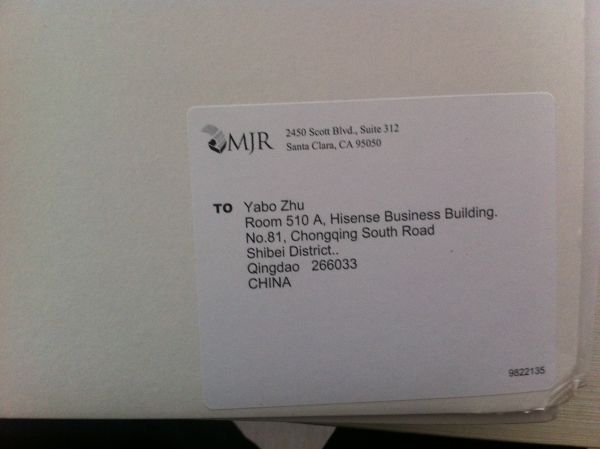 MJR
2450 Scott Blvd., Suite 312
Santa Clara, CA 95050
TO Yabo Zhu
Room 510 A, Hisense Business Building.
No.81, Chongqing South Road
Shibei District..
Qingdao 266033
CHINA
9822135